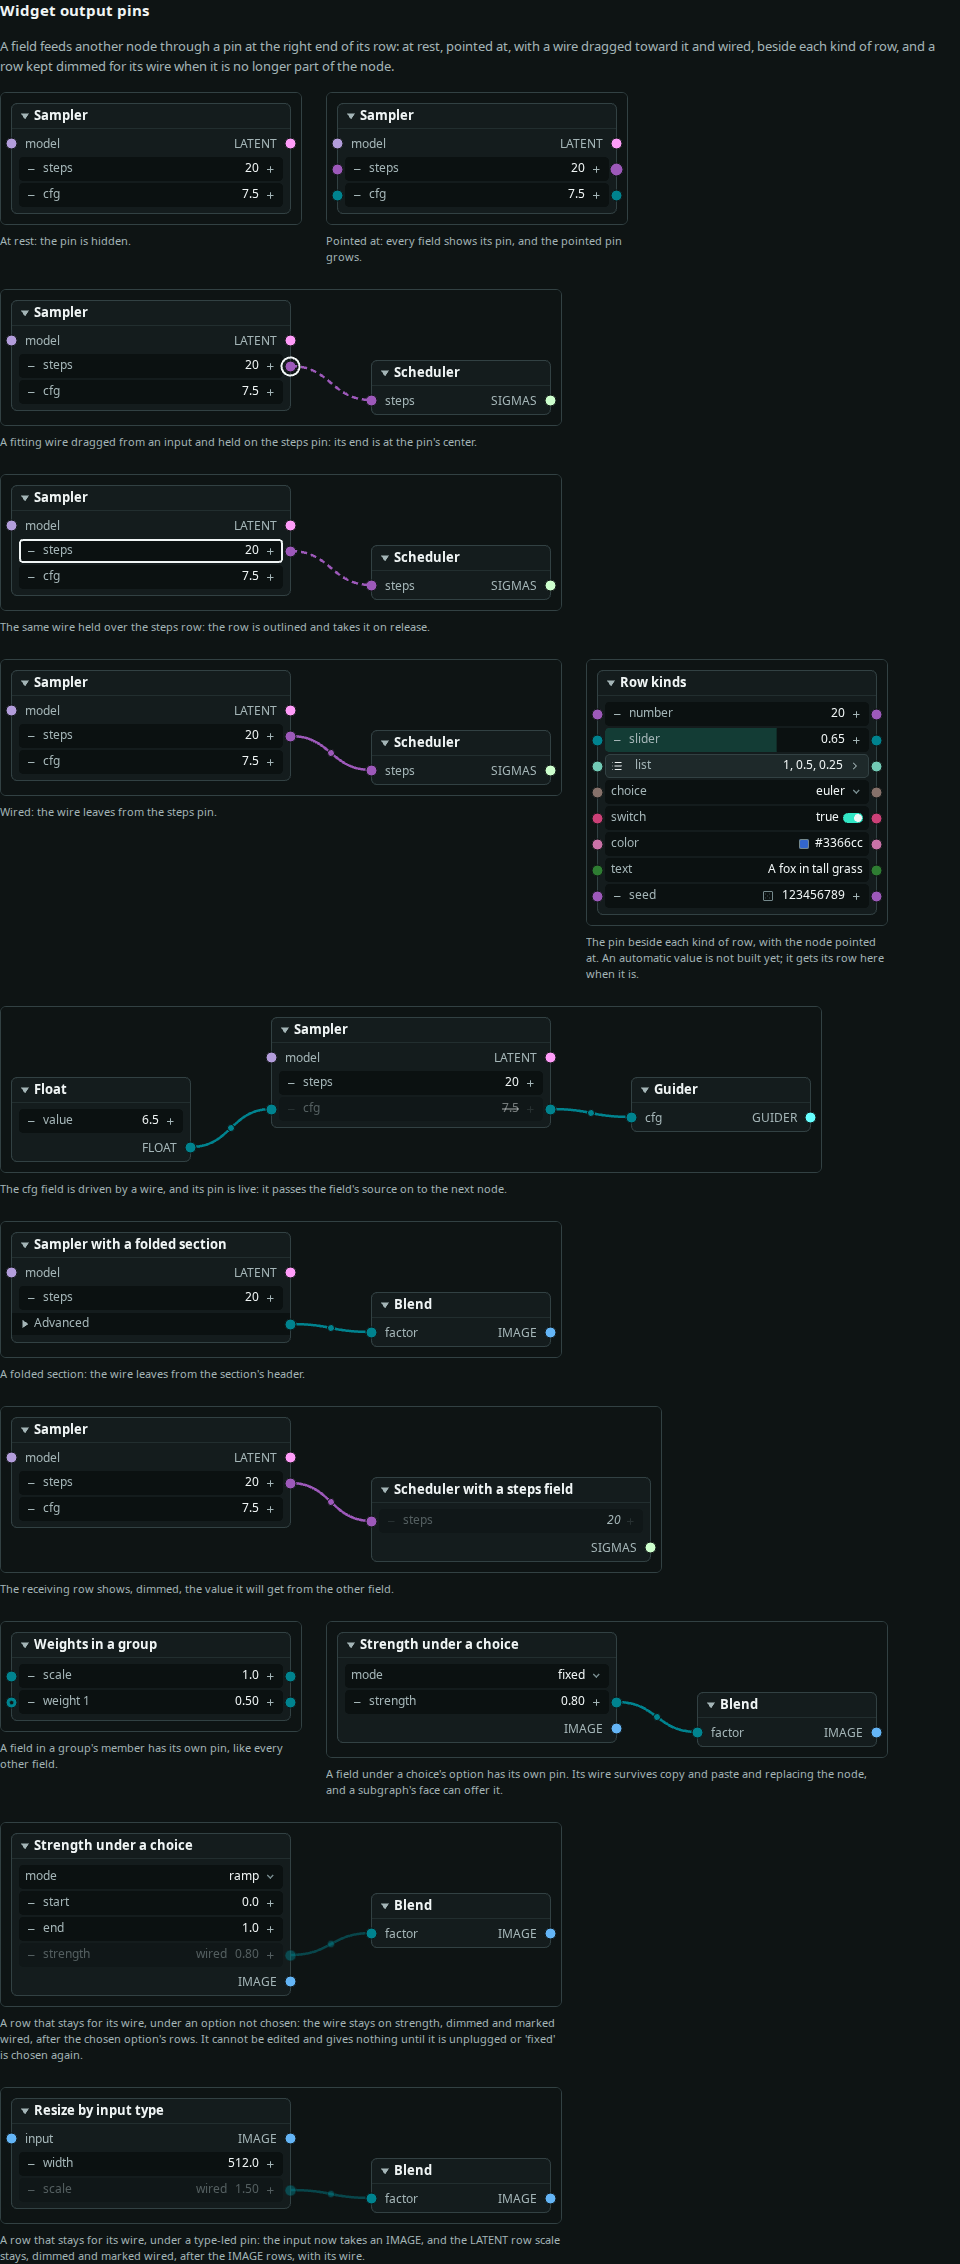 Widget output pins
A field feeds another node through a pin at the right end of its row: at rest, pointed at, with a wire dragged toward it and wired, beside each kind of row, and a
row kept dimmed for its wire when it is no longer part of the node.
Sampler
model LATENT
– steps 20 +
– cfg 7.5 +
At rest: the pin is hidden.
Sampler
model LATENT
– steps 20 +
– cfg 7.5 +
Pointed at: every field shows its pin, and the pointed pin
grows.
Sampler
model LATENT
– steps 20 +
– cfg 7.5 +
Scheduler
steps SIGMAS
A fitting wire dragged from an input and held on the steps pin: its end is at the pin's center.
Sampler
model LATENT
– steps 20 +
– cfg 7.5 +
Scheduler
steps SIGMAS
The same wire held over the steps row: the row is outlined and takes it on release.
Sampler
model LATENT
– steps 20 +
– cfg 7.5 +
Scheduler
steps SIGMAS
Wired: the wire leaves from the steps pin.
Row kinds
– number 20 +
– slider 0.65 +
list 1, 0.5, 0.25
choice euler
switch true
color #3366cc
text A fox in tall grass
– seed 123456789 +
The pin beside each kind of row, with the node pointed
at. An automatic value is not built yet; it gets its row here
when it is.
Float
– value 6.5 +
FLOAT
Sampler
model LATENT
– steps 20 +
– cfg 7.5 +
Guider
cfg GUIDER
The cfg field is driven by a wire, and its pin is live: it passes the field's source on to the next node.
Sampler with a folded section
model LATENT
– steps 20 +
Advanced
Blend
factor IMAGE
A folded section: the wire leaves from the section's header.
Sampler
model LATENT
– steps 20 +
– cfg 7.5 +
Scheduler with a steps field
– steps 20 +
SIGMAS
The receiving row shows, dimmed, the value it will get from the other field.
Weights in a group
– scale 1.0 +
– weight 1 0.50 +
A field in a group's member has its own pin, like every
other field.
Strength under a choice
mode fixed
– strength 0.80 +
IMAGE
Blend
factor IMAGE
A field under a choice's option has its own pin. Its wire survives copy and paste and replacing the node,
and a subgraph's face can offer it.
Strength under a choice
mode ramp
– start 0.0 +
– end 1.0 +
– strength wired 0.80 +
IMAGE
Blend
factor IMAGE
A row that stays for its wire, under an option not chosen: the wire stays on strength, dimmed and marked
wired, after the chosen option's rows. It cannot be edited and gives nothing until it is unplugged or 'fixed'
is chosen again.
Resize by input type
input IMAGE
– width 512.0 +
– scale wired 1.50 +
Blend
factor IMAGE
A row that stays for its wire, under a type-led pin: the input now takes an IMAGE, and the LATENT row scale
stays, dimmed and marked wired, after the IMAGE rows, with its wire.